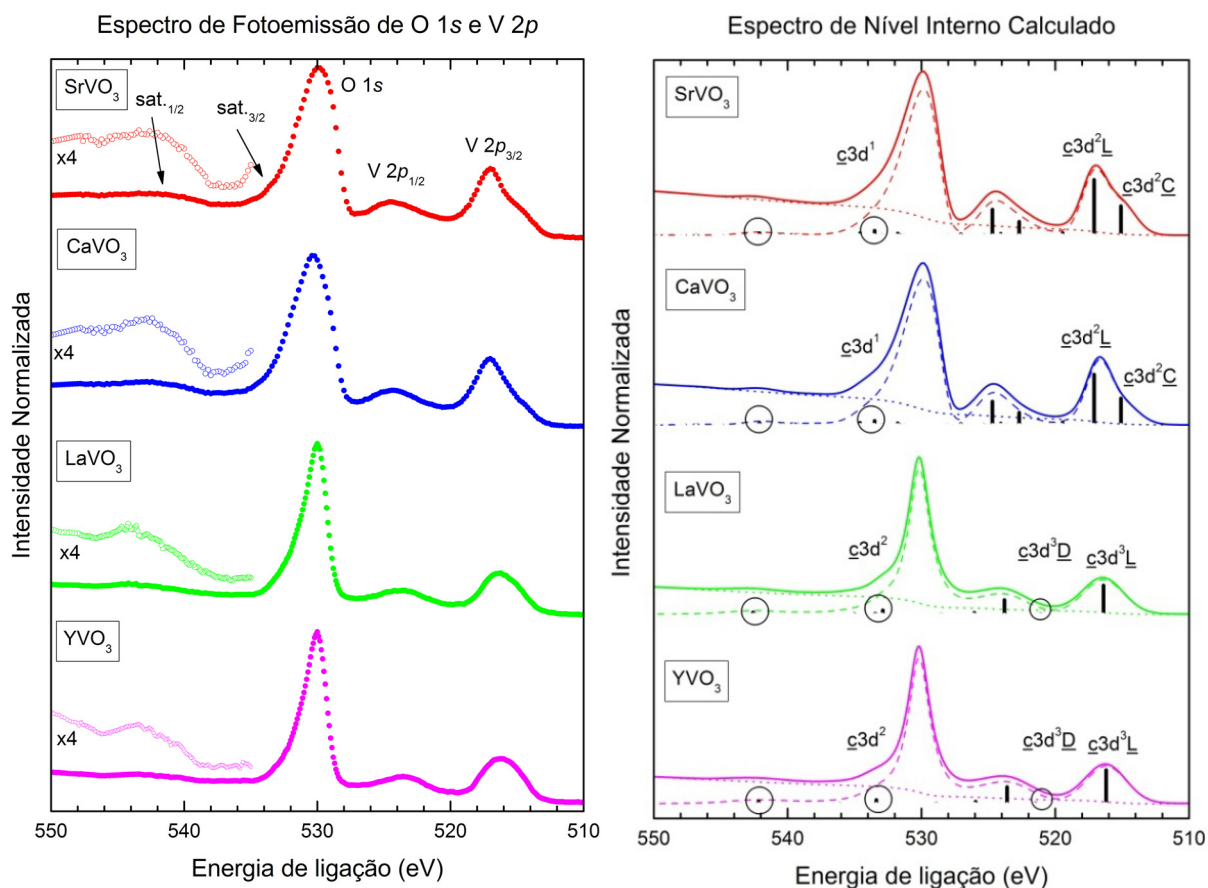 Espectro de Fotoemissão de O 1s e V 2p
SrVO₃
sat.₁/₂
sat.₃/₂
O 1s
x4
V 2p₁/₂
V 2p₃/₂
CaVO₃
x4
LaVO₃
x4
YVO₃
x4
Intensidade Normalizada
550 540 530 520 510
Energia de ligação (eV)
Espectro de Nível Interno Calculado
SrVO₃
c3d¹
c3d²L
c3d²C
CaVO₃
c3d¹
c3d²L
c3d²C
LaVO₃
c3d²
c3d³D
c3d³L
YVO₃
c3d²
c3d³D
c3d³L
Intensidade Normalizada
550 540 530 520 510
Energia de ligação (eV)